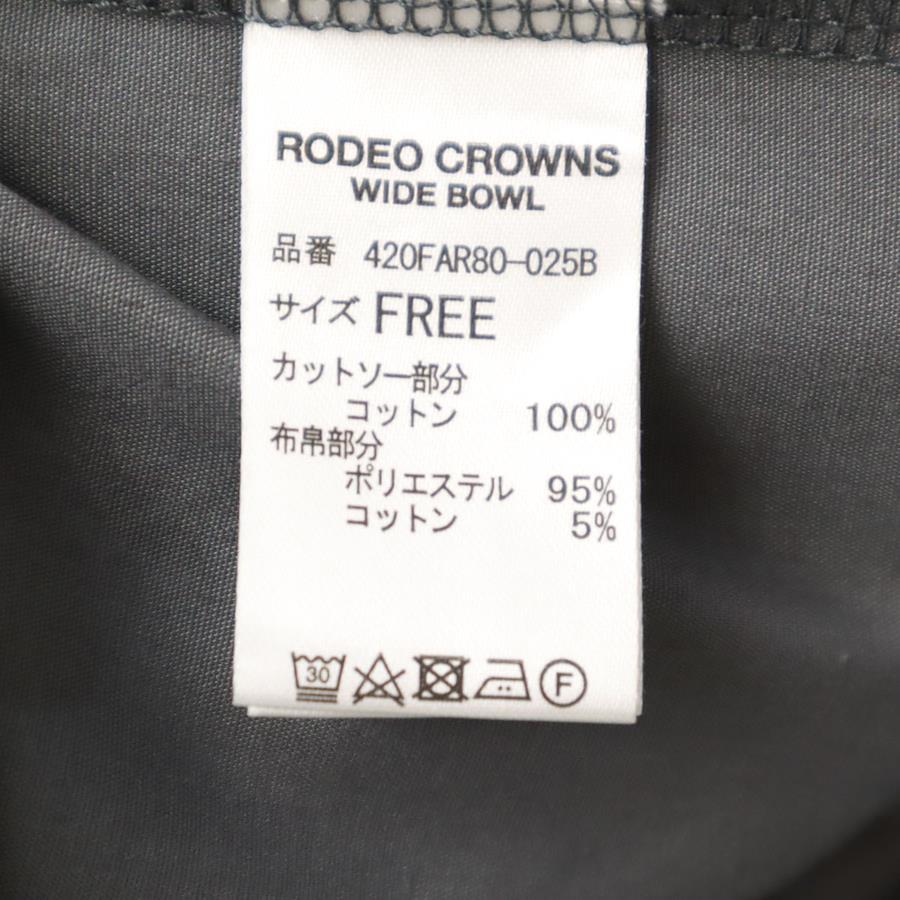 RODEO CROWNS
WIDE BOWL
品番 420FAR80-025B
サイズ FREE
カットソー部分
コットン 100%
布帛部分
ポリエステル 95%
コットン 5%
30 F